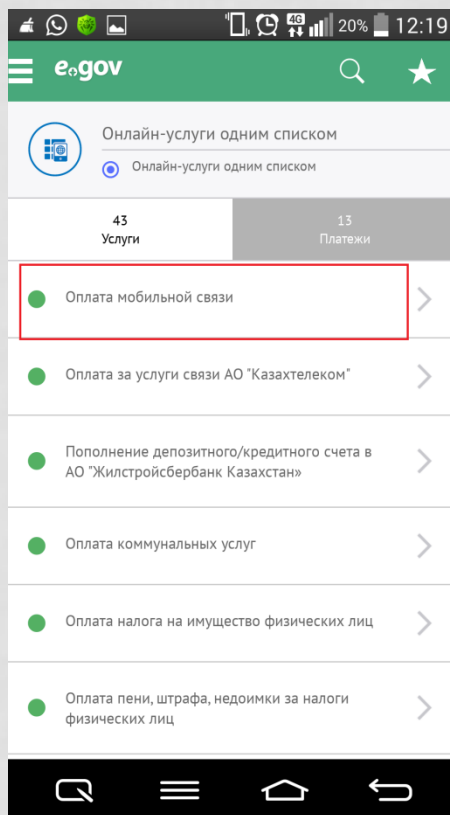 4G 20% 12:19
e.gov
Онлайн-услуги одним списком
Онлайн-услуги одним списком
43
Услуги
13
Платежи
Оплата мобильной связи
Оплата за услуги связи АО "Казахтелеком"
Пополнение депозитного/кредитного счета в
АО "Жилстройсбербанк Казахстан»
Оплата коммунальных услуг
Оплата налога на имущество физических лиц
Оплата пени, штрафа, недоимки за налоги
физических лиц